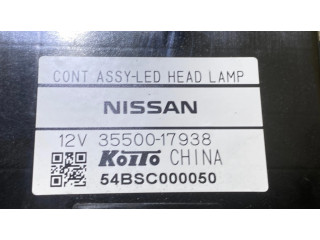 CONT ASSY-LED HEAD LAMP
NISSAN
12V 35500-17938
KOITO CHINA
54BSC000050